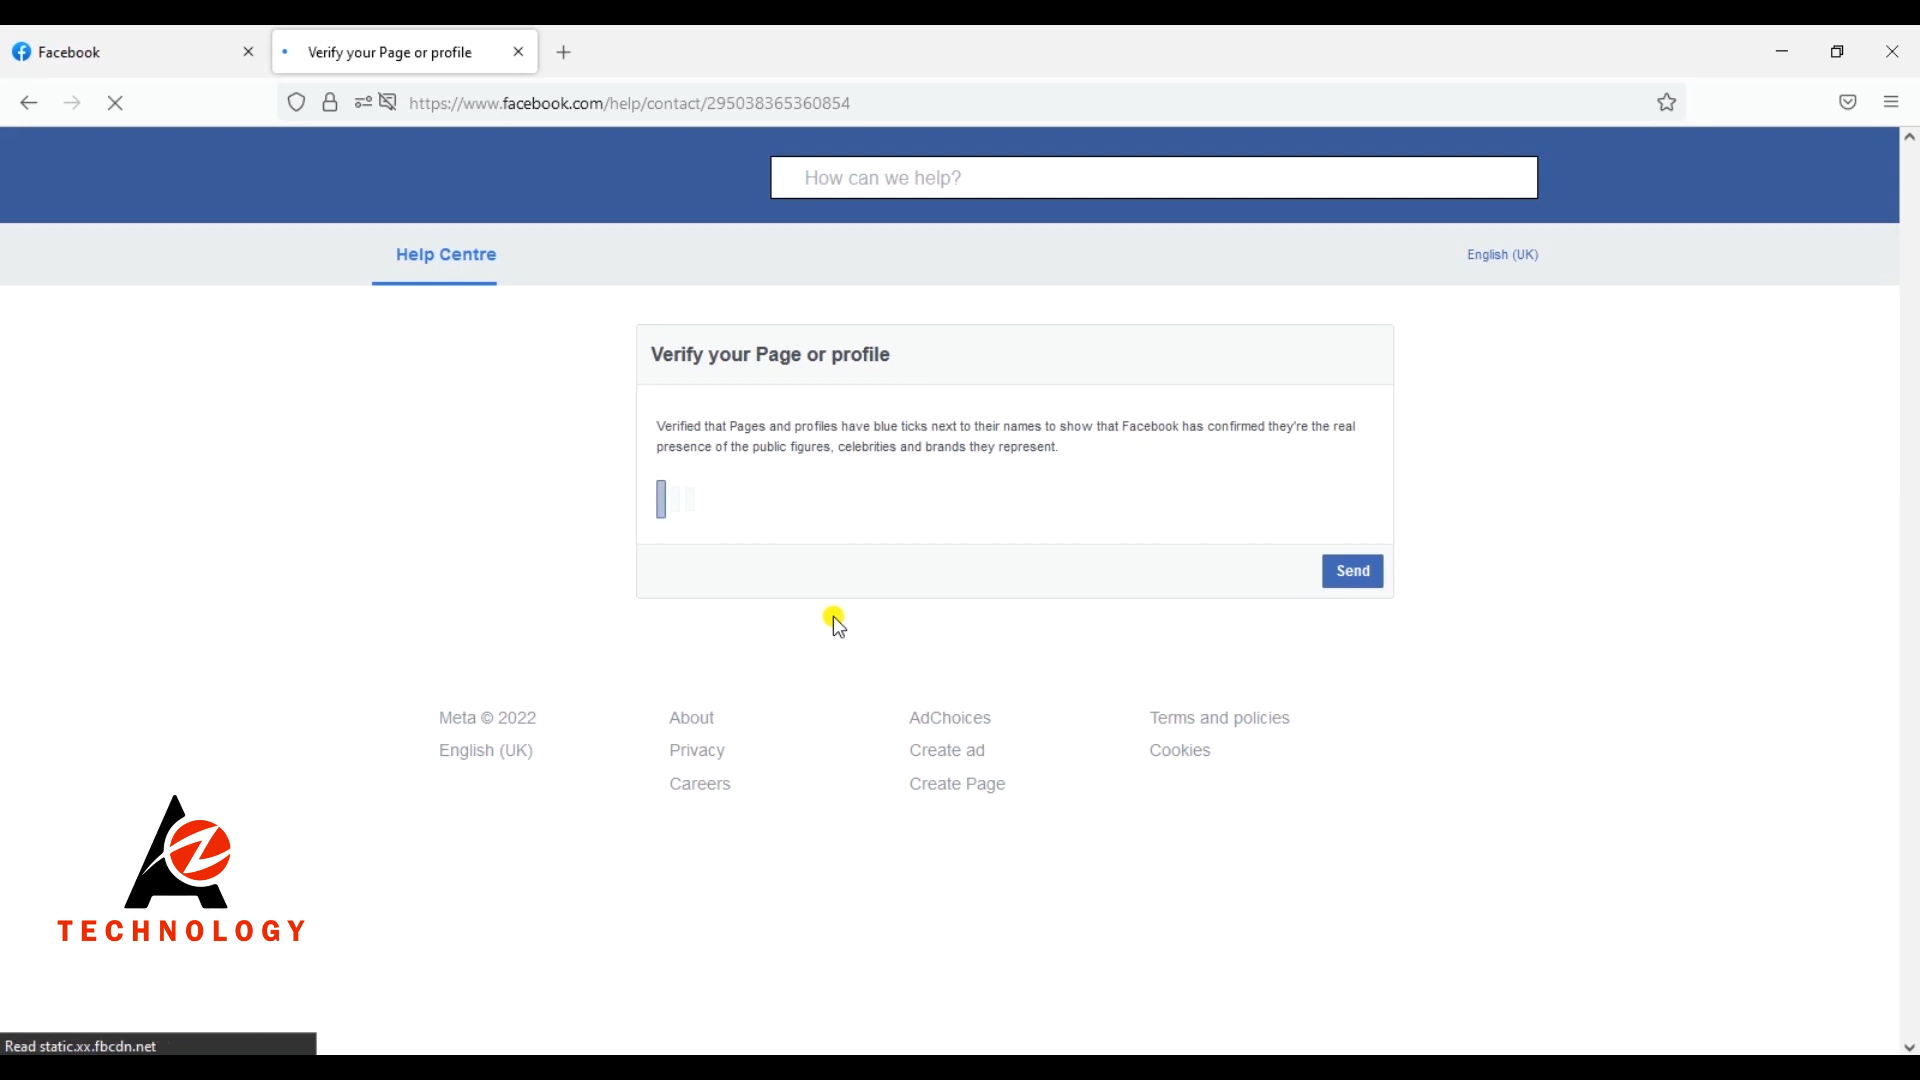 Facebook
Verify your Page or profile
https://www.facebook.com/help/contact/295038365360854
How can we help?
Help Centre
English (UK)
Verify your Page or profile
Verified that Pages and profiles have blue ticks next to their names to show that Facebook has confirmed they're the real
presence of the public figures, celebrities and brands they represent.
Send
Meta © 2022
About
AdChoices
Terms and policies
English (UK)
Privacy
Create ad
Cookies
Careers
Create Page
AZ
TECHNOLOGY
Read static.xx.fbcdn.net